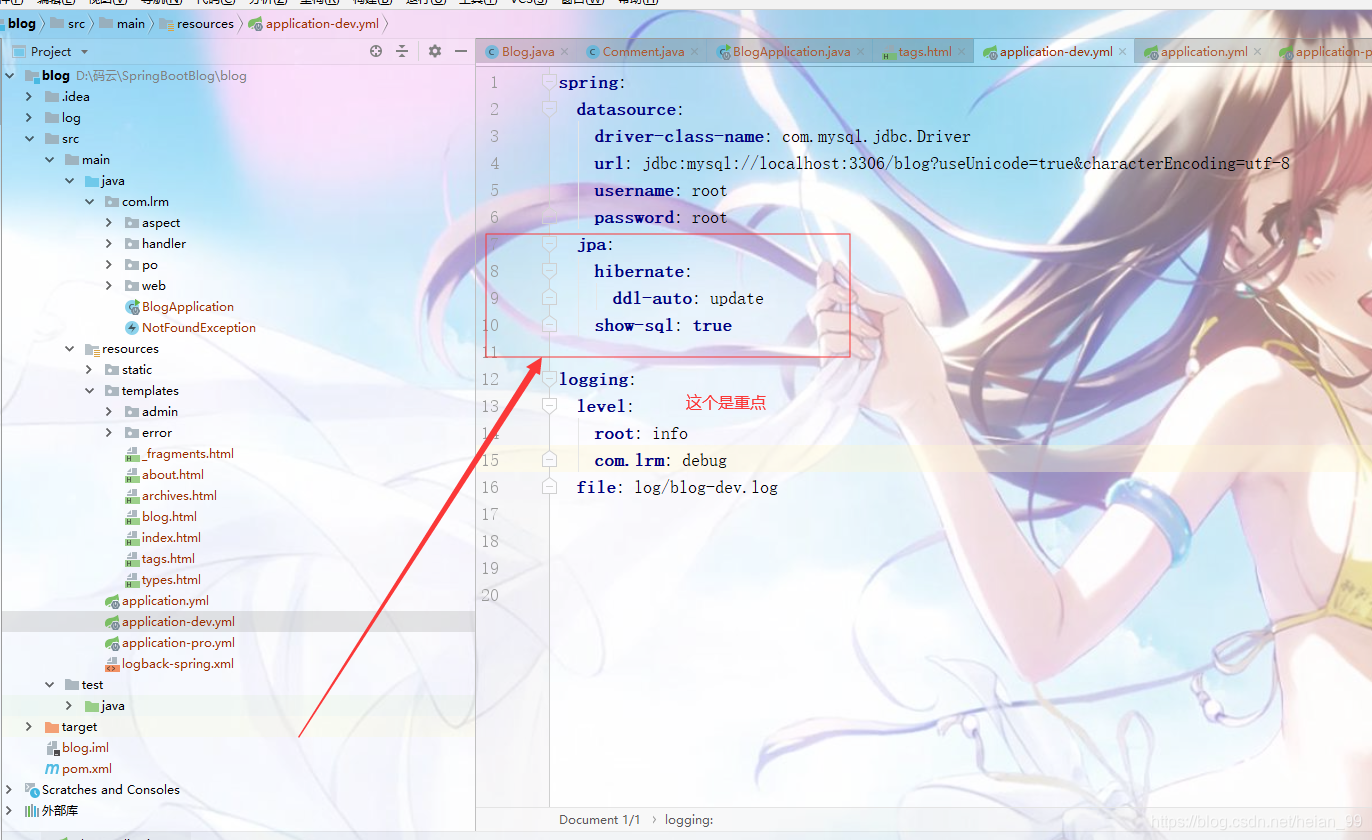 blog src main resources application-dev.yml
Project
Blog.java Comment.java BlogApplication.java tags.html application-dev.yml application.yml
blog D:\码云\SpringBootBlog\blog
.idea
log
src
main
java
com.lrm
aspect
handler
po
web
BlogApplication
NotFoundException
resources
static
templates
admin
error
_fragments.html
about.html
archives.html
blog.html
index.html
tags.html
types.html
application.yml
application-dev.yml
application-pro.yml
logback-spring.xml
test
java
target
blog.iml
pom.xml
Scratches and Consoles
外部库
1 spring:
2 datasource:
3 driver-class-name: com.mysql.jdbc.Driver
4 url: jdbc:mysql://localhost:3306/blog?useUnicode=true&characterEncoding=utf-8
5 username: root
6 password: root
jpa:
8 hibernate:
9 ddl-auto: update
10 show-sql: true
11
12 logging:
13 level: 这个是重点
14 root: info
15 com.lrm: debug
16 file: log/blog-dev.log
17
18
19
20
Document 1/1 logging:
https://blog.csdn.net/heian_99